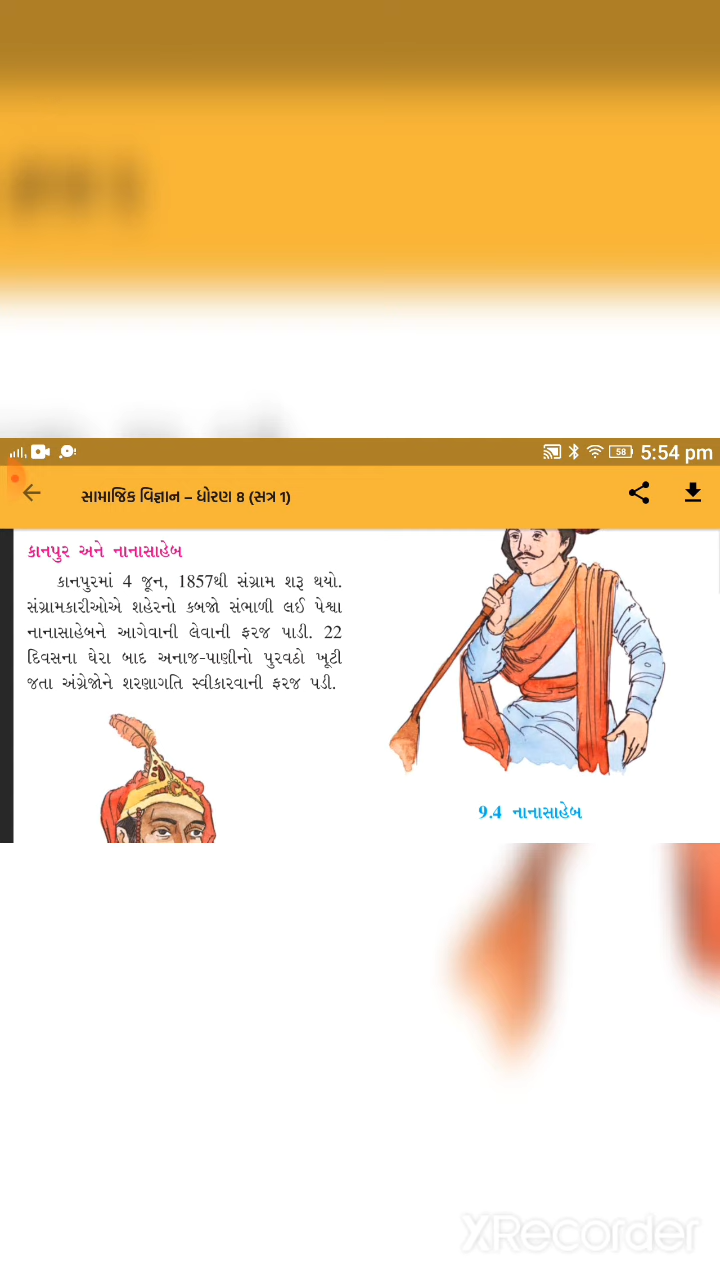 5:54 pm
58
સામાજિક વિજ્ઞાન – ધોરણ 8 (સત્ર 1)
કાનપુર અને નાનાસાહેબ
કાનપુરમાં 4 જૂન, 1857થી સંગ્રામ શરૂ થયો.
સંગ્રામકારીઓએ શહેરનો કબજો સંભાળી લઈ પેશ્વા
નાનાસાહેબને આગેવાની લેવાની ફરજ પાડી. 22
દિવસના ઘેરા બાદ અનાજ-પાણીનો પુરવઠો ખૂટી
જતા અંગ્રેજોને શરણાગતિ સ્વીકારવાની ફરજ પડી.
9.4 નાનાસાહેબ
XRecorder